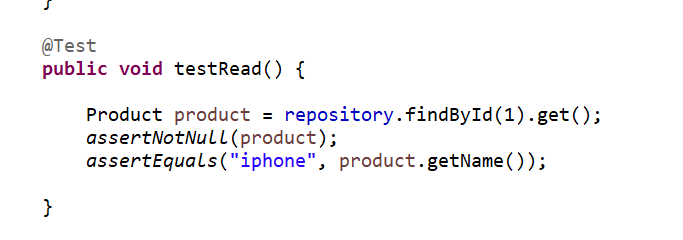 }
@Test
public void testRead() {
Product product = repository.findById(1).get();
assertNotNull(product);
assertEquals("iphone", product.getName());
}